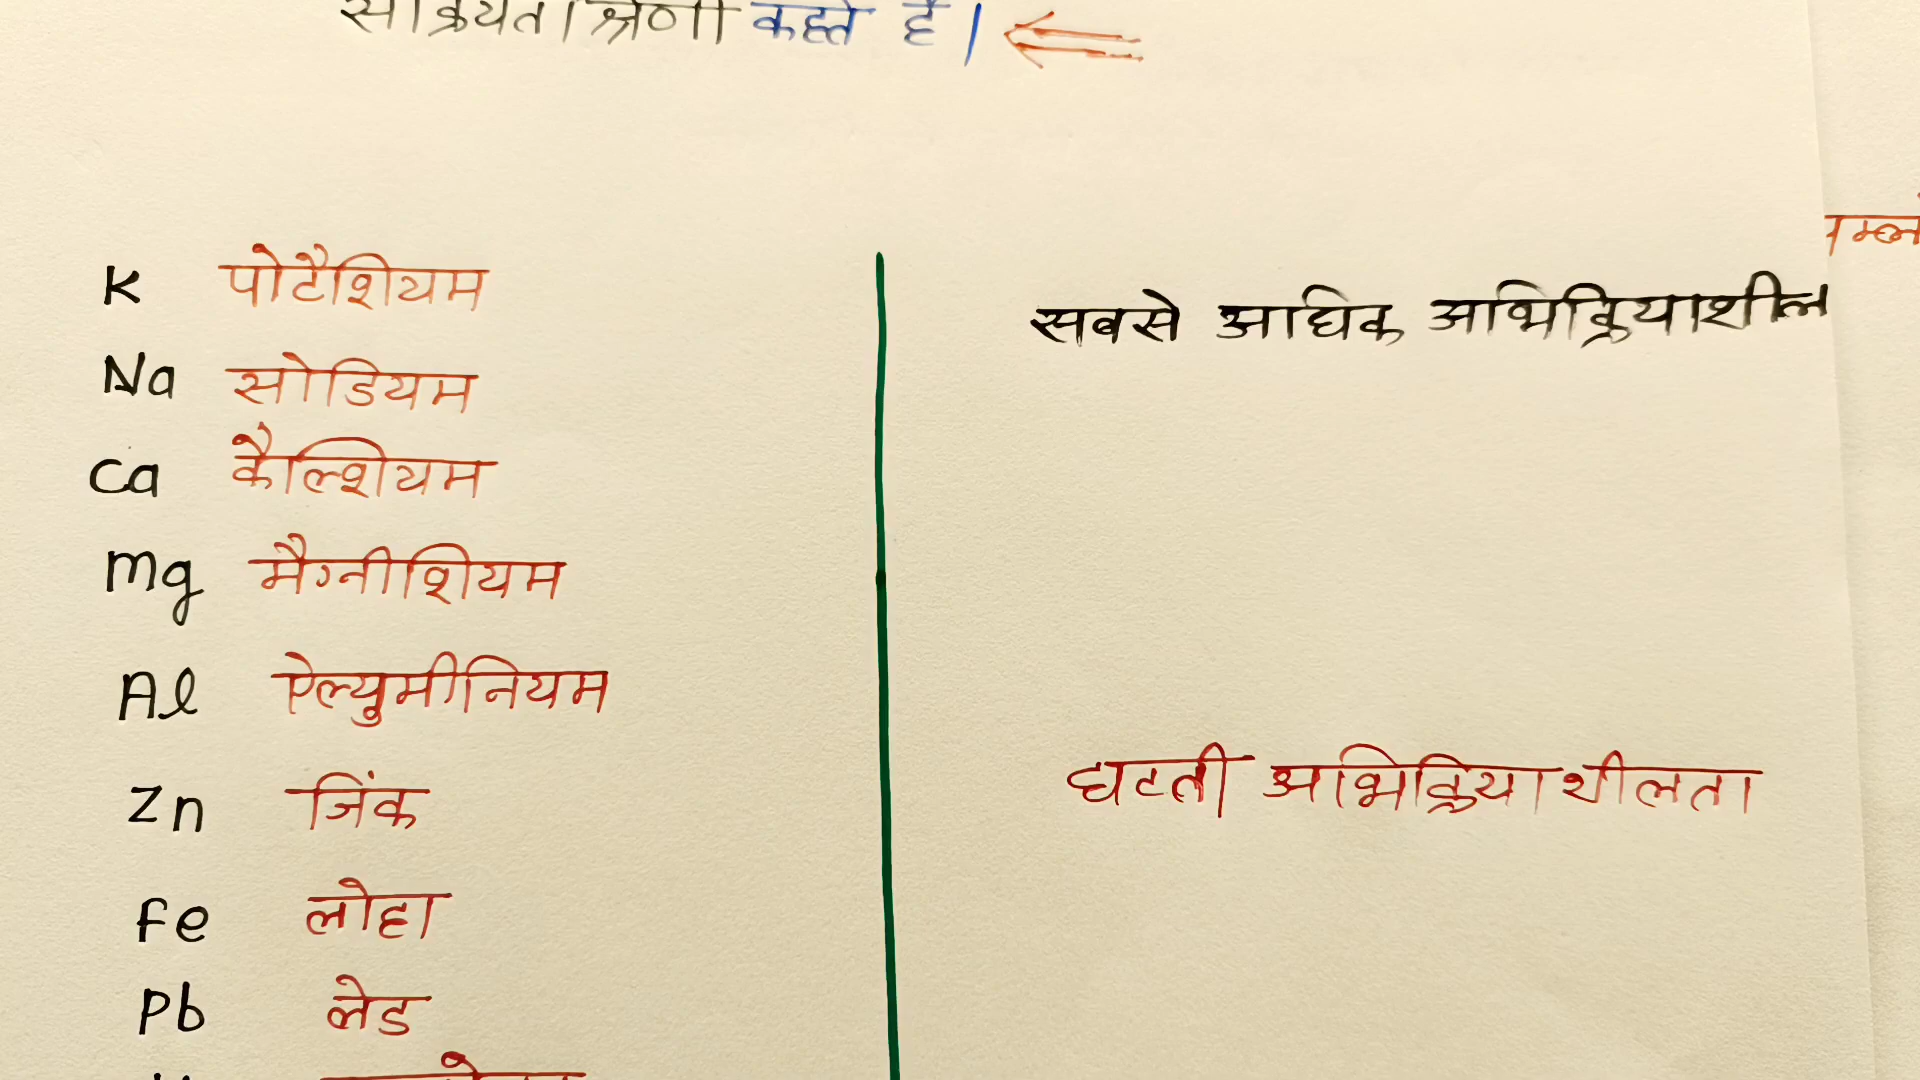 सक्रियता श्रेणी कहते हैं।
K पोटैशियम
सबसे अधिक अभिक्रियाशील
Na सोडियम
Ca कैल्शियम
Mg मैग्नीशियम
Al ऐल्युमीनियम
Zn जिंक
घटती अभिक्रियाशीलता
Fe लोहा
Pb लेड